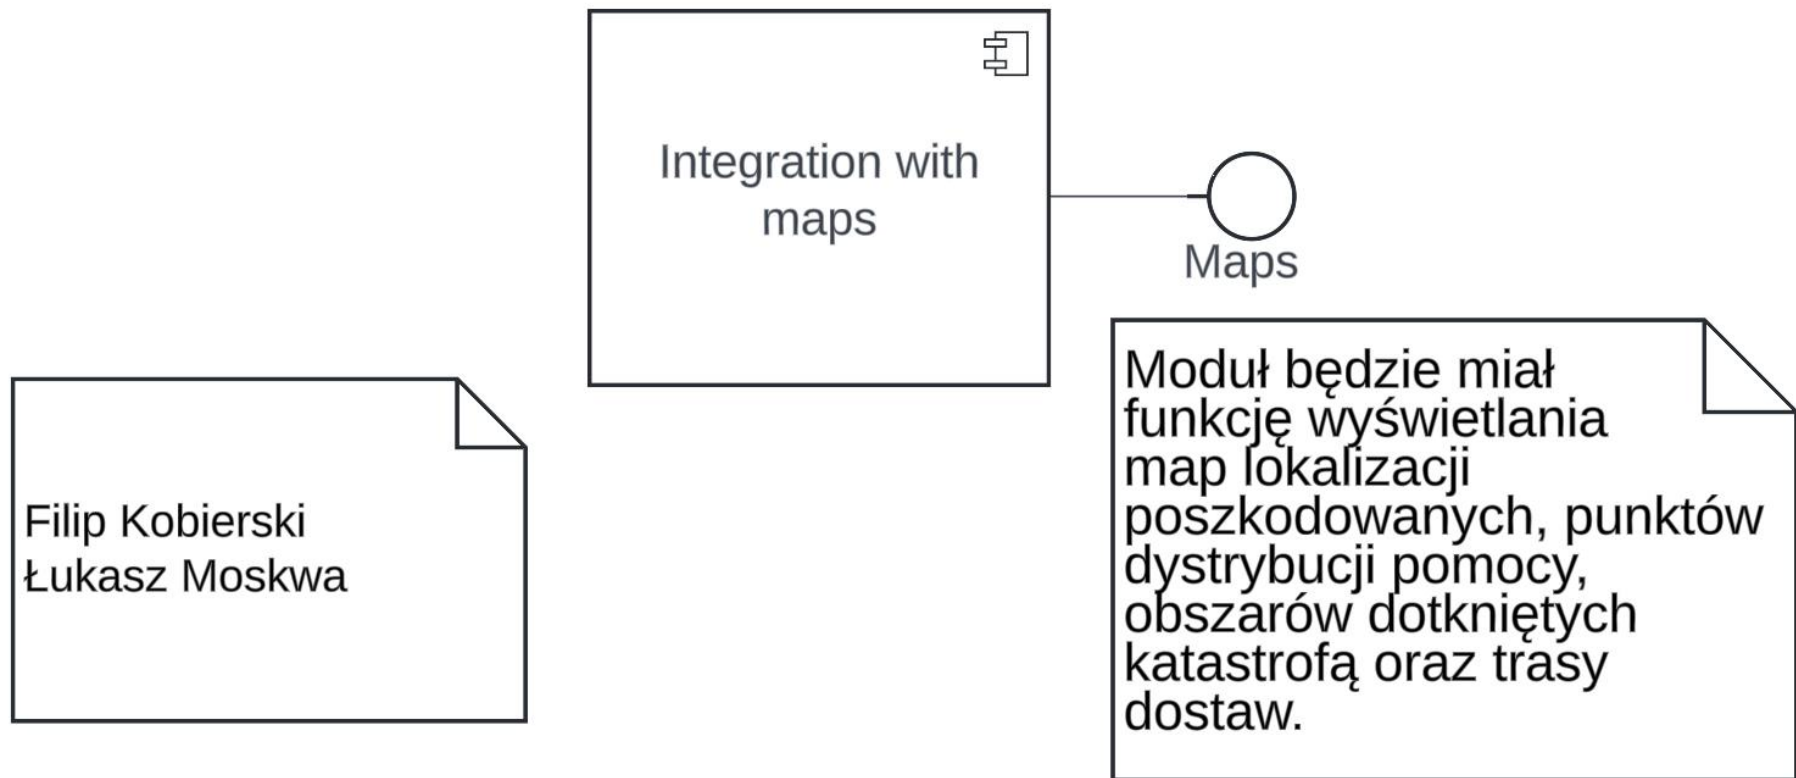 Integration with
maps
Maps
Filip Kobierski
Łukasz Moskwa
Moduł będzie miał
funkcję wyświetlania
map lokalizacji
poszkodowanych, punktów
dystrybucji pomocy,
obszarów dotkniętych
katastrofą oraz trasy
dostaw.